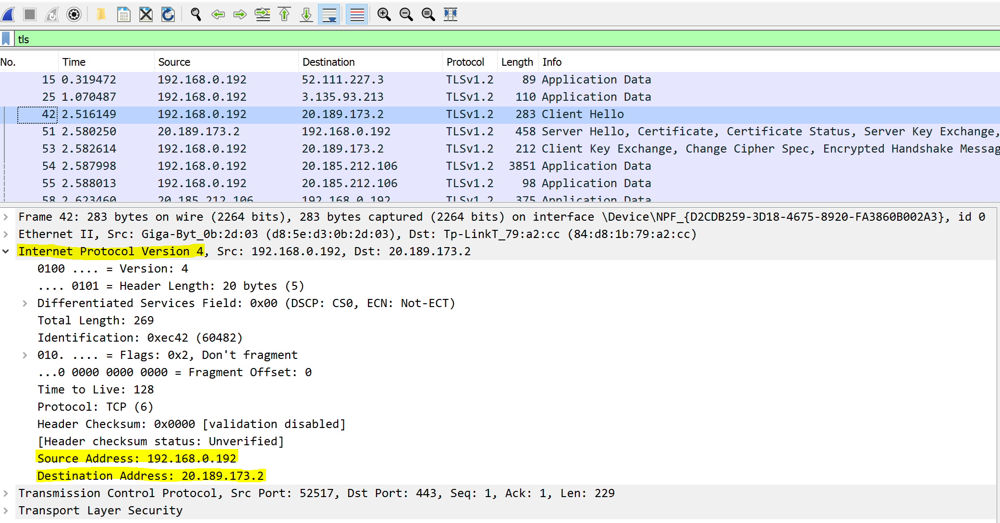 tls
No. Time Source Destination Protocol Length Info
15 0.319472 192.168.0.192 52.111.227.3 TLSv1.2 89 Application Data
25 1.070487 192.168.0.192 3.135.93.213 TLSv1.2 110 Application Data
42 2.516149 192.168.0.192 20.189.173.2 TLSv1.2 283 Client Hello
51 2.580250 20.189.173.2 192.168.0.192 TLSv1.2 458 Server Hello, Certificate, Certificate Status, Server Key Exchange,
53 2.582614 192.168.0.192 20.189.173.2 TLSv1.2 212 Client Key Exchange, Change Cipher Spec, Encrypted Handshake Messag
54 2.587998 192.168.0.192 20.185.212.106 TLSv1.2 3851 Application Data
55 2.588013 192.168.0.192 20.185.212.106 TLSv1.2 98 Application Data
58 2.623460 20.185.212.106 192.168.0.192 TLSv1.2 375 Application Data
Frame 42: 283 bytes on wire (2264 bits), 283 bytes captured (2264 bits) on interface \Device\NPF_{D2CDB259-3D18-4675-8920-FA3860B002A3}, id 0
Ethernet II, Src: Giga-Byt_0b:2d:03 (d8:5e:d3:0b:2d:03), Dst: Tp-LinkT_79:a2:cc (84:d8:1b:79:a2:cc)
Internet Protocol Version 4, Src: 192.168.0.192, Dst: 20.189.173.2
0100 .... = Version: 4
.... 0101 = Header Length: 20 bytes (5)
Differentiated Services Field: 0x00 (DSCP: CS0, ECN: Not-ECT)
Total Length: 269
Identification: 0xec42 (60482)
010. .... = Flags: 0x2, Don't fragment
...0 0000 0000 0000 = Fragment Offset: 0
Time to Live: 128
Protocol: TCP (6)
Header Checksum: 0x0000 [validation disabled]
[Header checksum status: Unverified]
Source Address: 192.168.0.192
Destination Address: 20.189.173.2
Transmission Control Protocol, Src Port: 52517, Dst Port: 443, Seq: 1, Ack: 1, Len: 229
Transport Layer Security